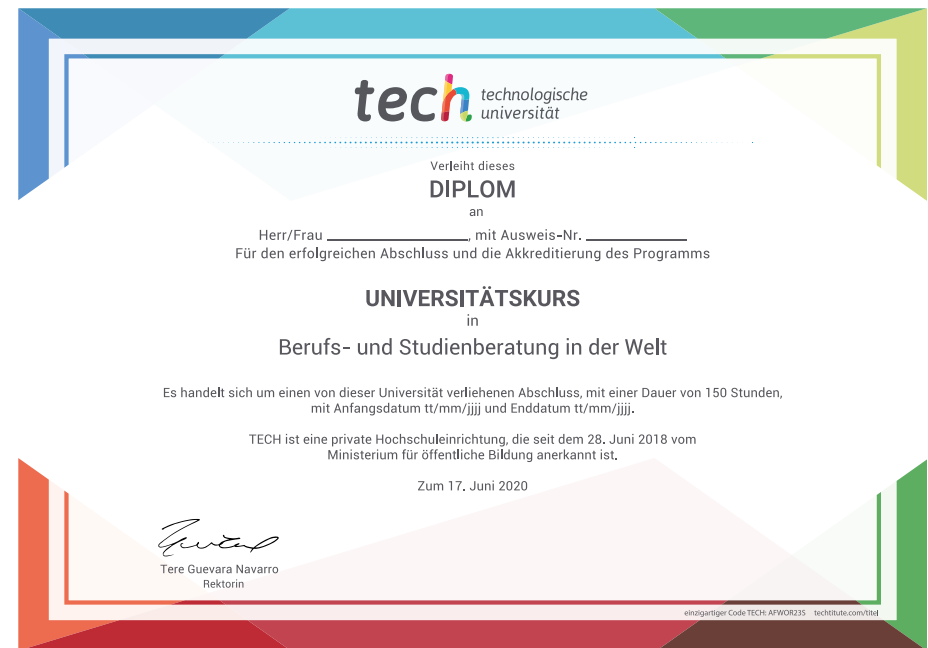 tech technologische
universität
Verleiht dieses
DIPLOM
an
Herr/Frau ____________________, mit Ausweis-Nr. ______________
Für den erfolgreichen Abschluss und die Akkreditierung des Programms
UNIVERSITÄTSKURS
in
Berufs- und Studienberatung in der Welt
Es handelt sich um einen von dieser Universität verliehenen Abschluss, mit einer Dauer von 150 Stunden,
mit Anfangsdatum tt/mm/jjjj und Enddatum tt/mm/jjjj.
TECH ist eine private Hochschuleinrichtung, die seit dem 28. Juni 2018 vom
Ministerium für öffentliche Bildung anerkannt ist.
Zum 17. Juni 2020
Tere Guevara Navarro
Rektorin
einzigartiger Code TECH: AFWOR235 techtitute.com/titel